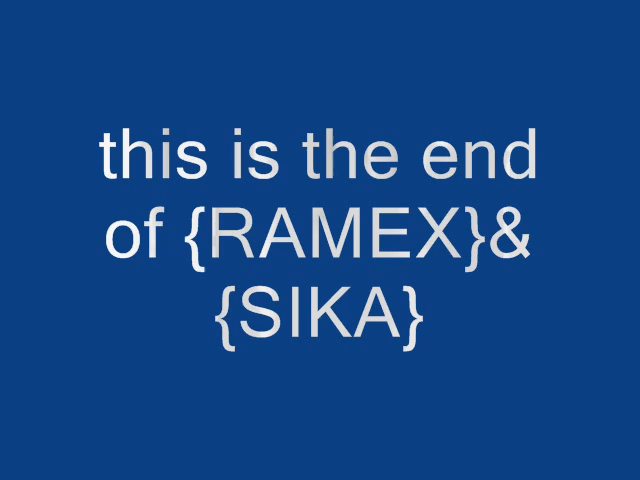 this is the end
of {RAMEX}&
{SIKA}